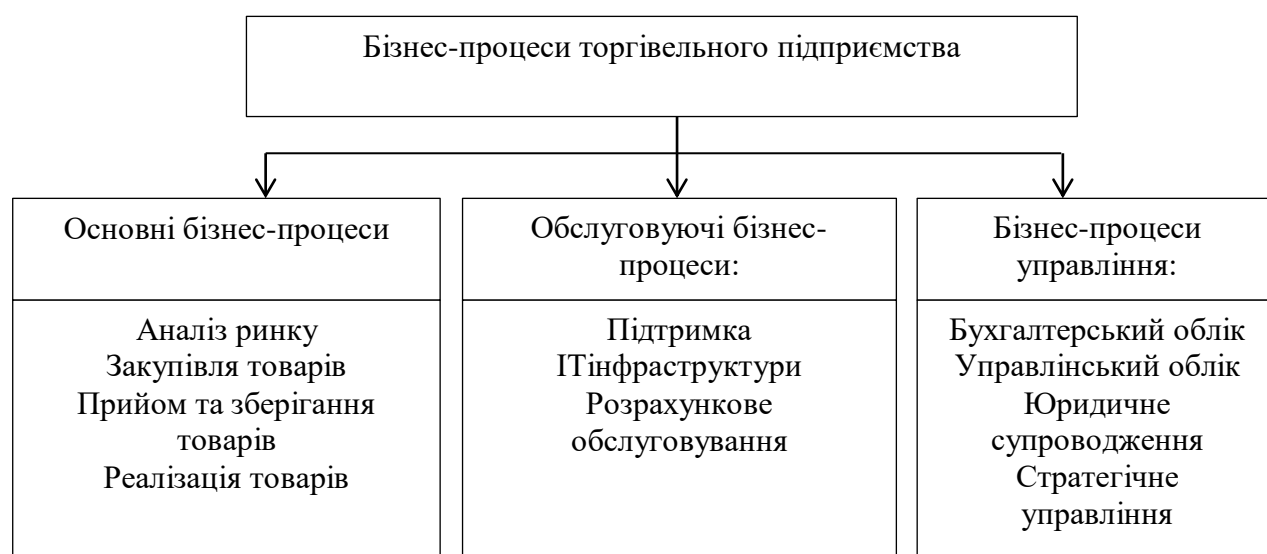 Бізнес-процеси торгівельного підприємства
Основні бізнес-процеси
Аналіз ринку
Закупівля товарів
Прийом та зберігання
товарів
Реалізація товарів
Обслуговуючі бізнес-
процеси:
Підтримка
ІТінфраструктури
Розрахункове
обслуговування
Бізнес-процеси
управління:
Бухгалтерський облік
Управлінський облік
Юридичне
супроводження
Стратегічне
управління